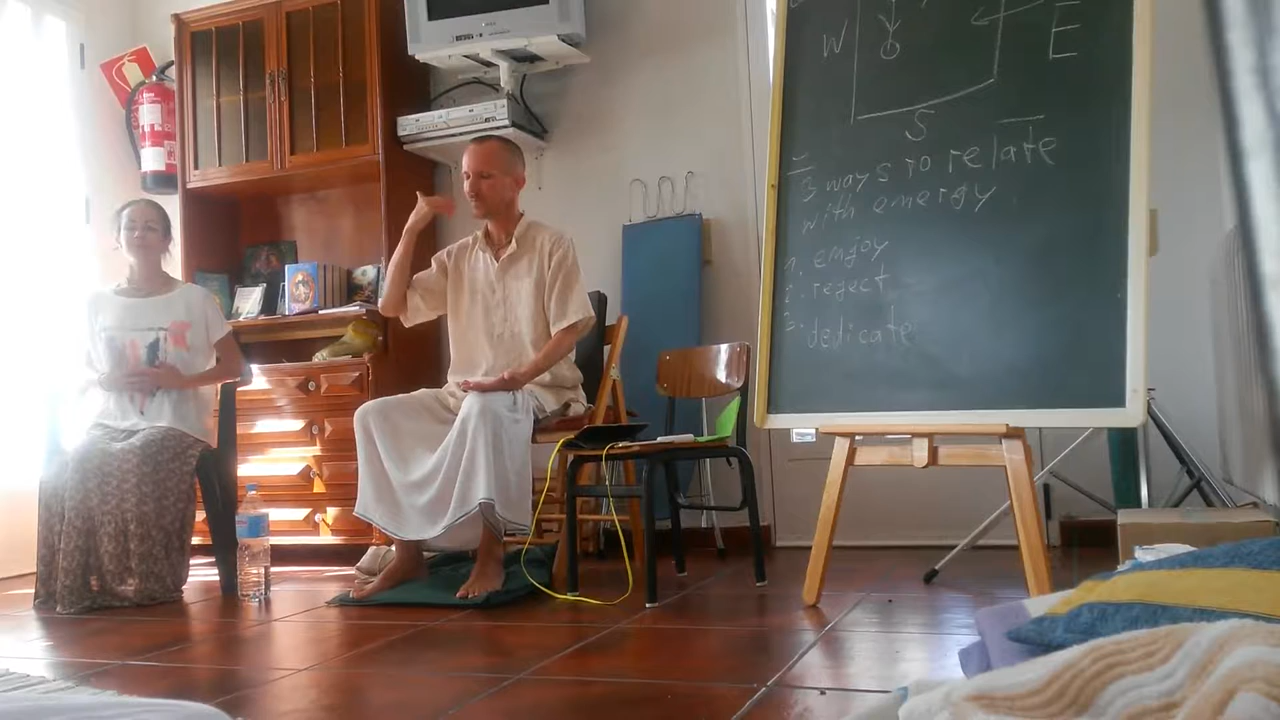 W
E
S
3 ways to relate
with energy
1. enjoy
2. reject
3. dedicate